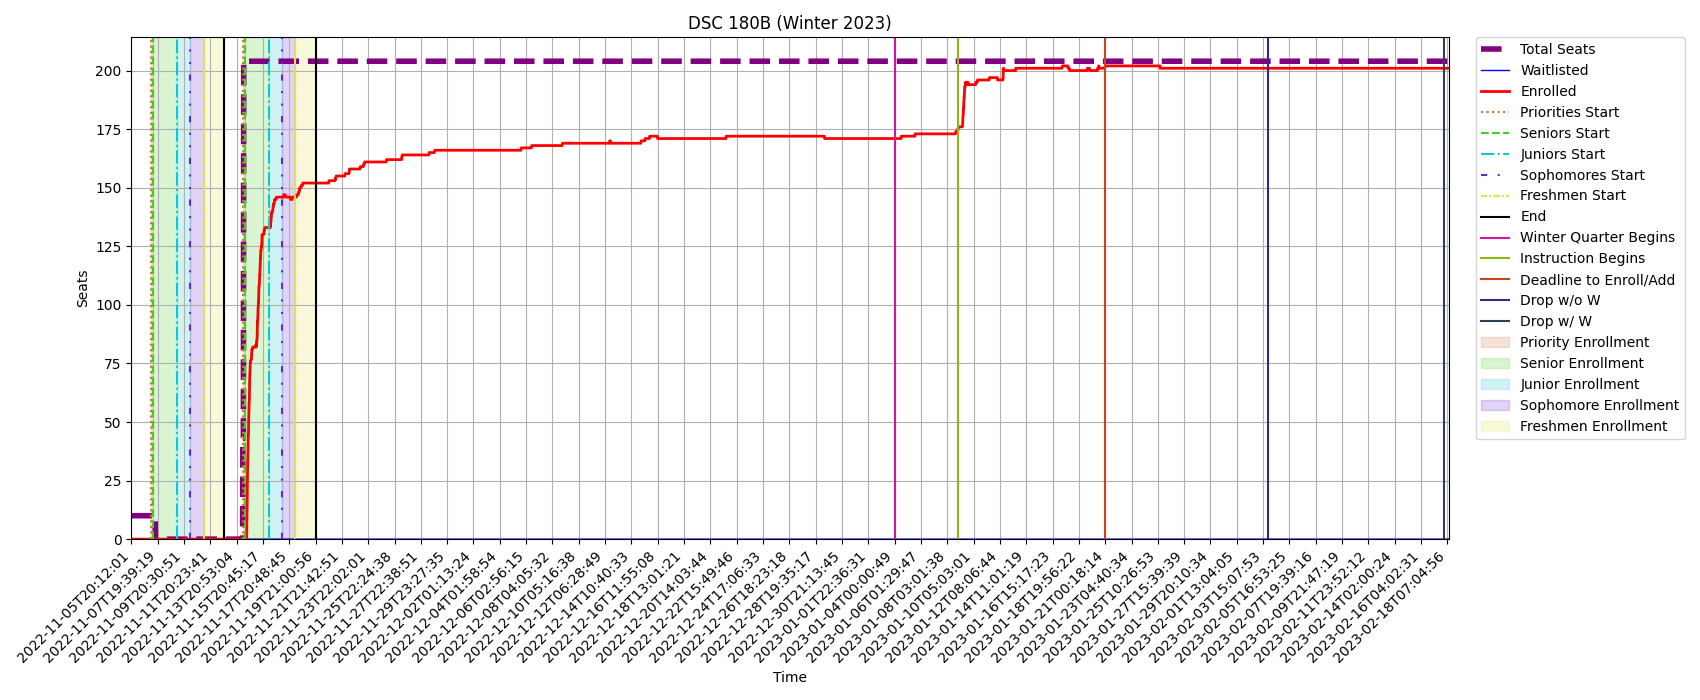 DSC 180B (Winter 2023)
Seats
200
175
150
125
100
75
50
25
0
2022-11-05T20:12:01
2022-11-07T19:39:19
2022-11-09T20:30:51
2022-11-11T20:23:41
2022-11-13T20:53:04
2022-11-15T20:45:17
2022-11-17T20:48:45
2022-11-19T21:00:56
2022-11-21T21:42:51
2022-11-23T22:02:01
2022-11-25T22:24:38
2022-11-27T22:38:51
2022-11-29T23:27:35
2022-12-02T01:13:24
2022-12-04T01:58:54
2022-12-06T02:56:15
2022-12-08T04:05:32
2022-12-10T05:16:38
2022-12-12T06:28:49
2022-12-14T10:40:33
2022-12-16T11:55:08
2022-12-18T13:01:22
2022-12-20T14:03:44
2022-12-22T15:49:46
2022-12-24T17:06:33
2022-12-26T18:23:18
2022-12-28T19:35:17
2022-12-30T21:13:45
2023-01-01T22:36:31
2023-01-04T00:00:49
2023-01-06T01:29:47
2023-01-08T03:01:38
2023-01-10T05:03:01
2023-01-12T08:06:44
2023-01-14T11:01:19
2023-01-16T15:17:23
2023-01-18T19:56:22
2023-01-21T00:18:14
2023-01-23T04:40:34
2023-01-25T10:26:53
2023-01-27T15:39:39
2023-01-29T20:10:34
2023-02-01T13:04:05
2023-02-03T15:07:53
2023-02-05T16:53:25
2023-02-07T19:39:16
2023-02-09T21:47:19
2023-02-11T23:52:12
2023-02-14T02:00:24
2023-02-16T04:02:31
2023-02-18T07:04:56
Time
Total Seats
Waitlisted
Enrolled
Priorities Start
Seniors Start
Juniors Start
Sophomores Start
Freshmen Start
End
Winter Quarter Begins
Instruction Begins
Deadline to Enroll/Add
Drop w/o W
Drop w/ W
Priority Enrollment
Senior Enrollment
Junior Enrollment
Sophomore Enrollment
Freshmen Enrollment